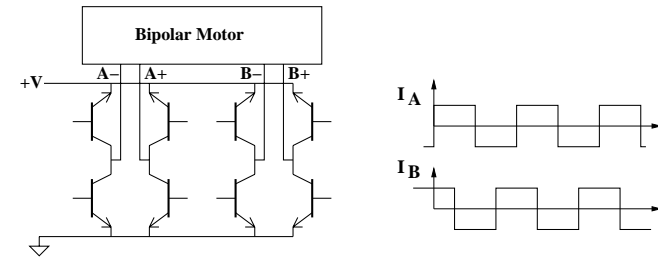 Bipolar Motor
A− A+ B− B+
+V
I A
I B